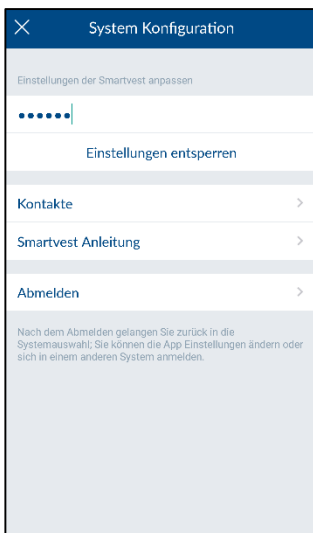 System Konfiguration
Einstellungen der Smartvest anpassen
••••••
Einstellungen entsperren
Kontakte
Smartvest Anleitung
Abmelden
Nach dem Abmelden gelangen Sie zurück in die
Systemauswahl; Sie können die App Einstellungen ändern oder
sich in einem anderen System anmelden.